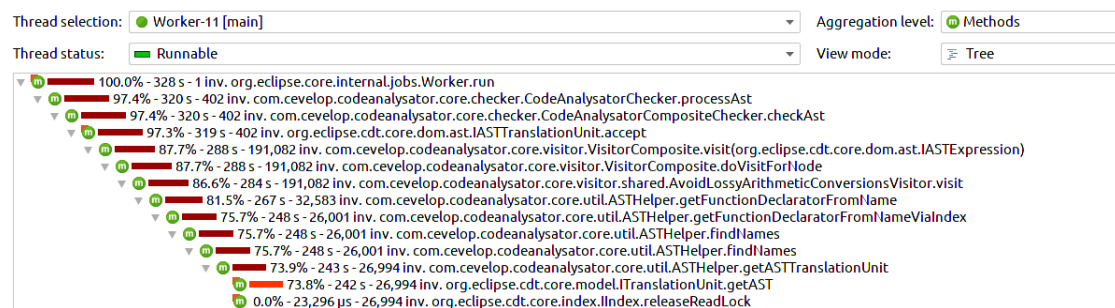 Thread selection: Worker-11 [main] Aggregation level: Methods
Thread status: Runnable View mode: Tree
m 100.0% - 328 s - 1 inv. org.eclipse.core.internal.jobs.Worker.run
m 97.4% - 320 s - 402 inv. com.cevelop.codeanalysator.core.checker.CodeAnalysatorChecker.processAst
m 97.4% - 320 s - 402 inv. com.cevelop.codeanalysator.core.checker.CodeAnalysatorCompositeChecker.checkAst
m 97.3% - 319 s - 402 inv. org.eclipse.cdt.core.dom.ast.IASTTranslationUnit.accept
m 87.7% - 288 s - 191,082 inv. com.cevelop.codeanalysator.core.visitor.VisitorComposite.visit(org.eclipse.cdt.core.dom.ast.IASTExpression)
m 87.7% - 288 s - 191,082 inv. com.cevelop.codeanalysator.core.visitor.VisitorComposite.doVisitForNode
m 86.6% - 284 s - 191,082 inv. com.cevelop.codeanalysator.core.visitor.shared.AvoidLossyArithmeticConversionsVisitor.visit
m 81.5% - 267 s - 32,583 inv. com.cevelop.codeanalysator.core.util.ASTHelper.getFunctionDeclaratorFromName
m 75.7% - 248 s - 26,001 inv. com.cevelop.codeanalysator.core.util.ASTHelper.getFunctionDeclaratorFromNameViaIndex
m 75.7% - 248 s - 26,001 inv. com.cevelop.codeanalysator.core.util.ASTHelper.findNames
m 75.7% - 248 s - 26,001 inv. com.cevelop.codeanalysator.core.util.ASTHelper.findNames
m 73.9% - 243 s - 26,994 inv. com.cevelop.codeanalysator.core.util.ASTHelper.getASTTranslationUnit
m 73.8% - 242 s - 26,994 inv. org.eclipse.cdt.core.model.ITranslationUnit.getAST
m 0.0% - 23,296 µs - 26,994 inv. org.eclipse.cdt.core.index.IIndex.releaseReadLock